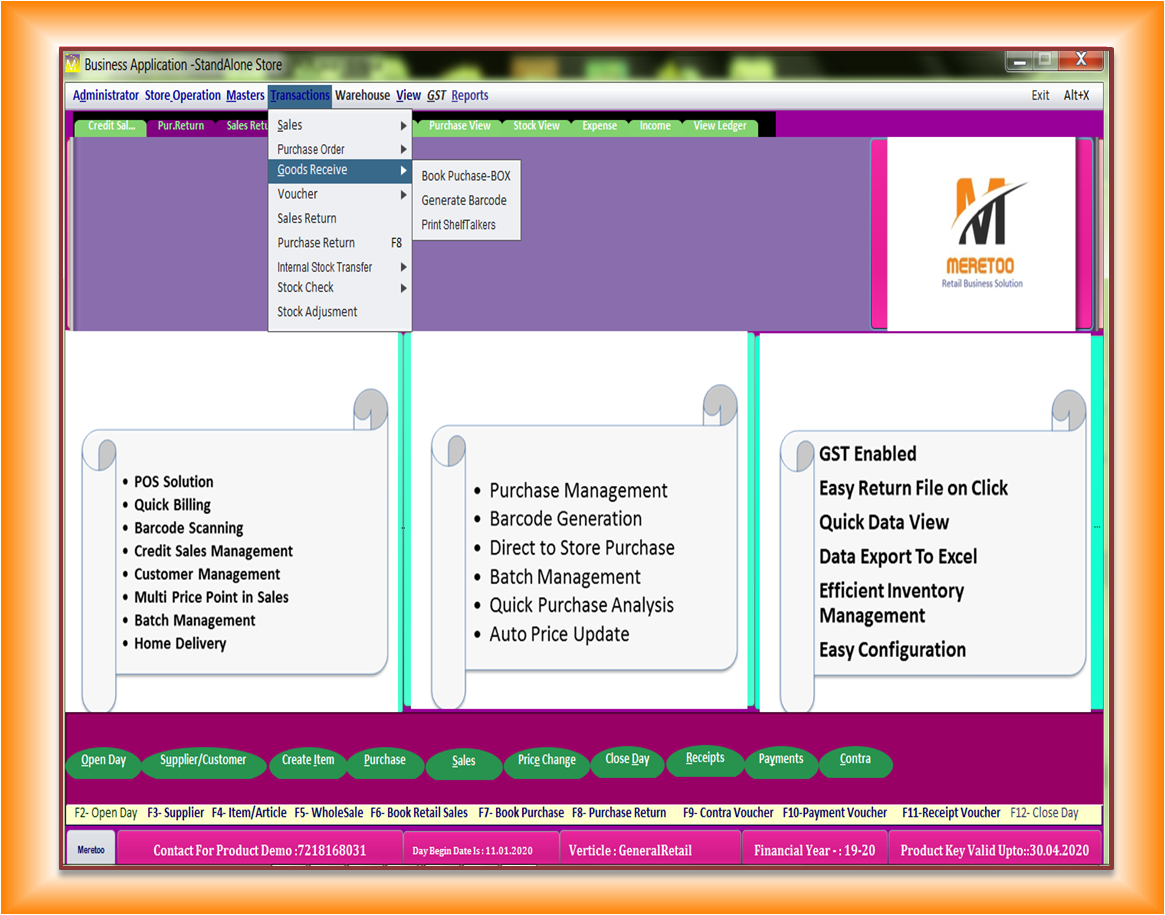 Business Application -StandAlone Store
Administrator Store Operation Masters Transactions Warehouse View GST Reports Exit Alt+X
Credit Sal... Pur.Return Sales Retu Purchase View Stock View Expense Income View Ledger
Sales
Purchase Order
Goods Receive
Voucher
Sales Return
Purchase Return F8
Internal Stock Transfer
Stock Check
Stock Adjusment
Book Puchase-BOX
Generate Barcode
Print ShelfTalkers
M
MERETOO
Retail Business Solution
• POS Solution
• Quick Billing
• Barcode Scanning
• Credit Sales Management
• Customer Management
• Multi Price Point in Sales
• Batch Management
• Home Delivery
• Purchase Management
• Barcode Generation
• Direct to Store Purchase
• Batch Management
• Quick Purchase Analysis
• Auto Price Update
GST Enabled
Easy Return File on Click
Quick Data View
Data Export To Excel
Efficient Inventory
Management
Easy Configuration
Open Day Supplier/Customer Create Item Purchase Sales Price Change Close Day Receipts Payments Contra
F2- Open Day F3- Supplier F4- Item/Article F5- WholeSale F6- Book Retail Sales F7- Book Purchase F8- Purchase Return F9- Contra Voucher F10-Payment Voucher F11-Receipt Voucher F12- Close Day
Meretoo Contact For Product Demo :7218168031 Day Begin Date Is : 11.01.2020 Verticle : GeneralRetail Financial Year - : 19-20 Product Key Valid Upto::30.04.2020